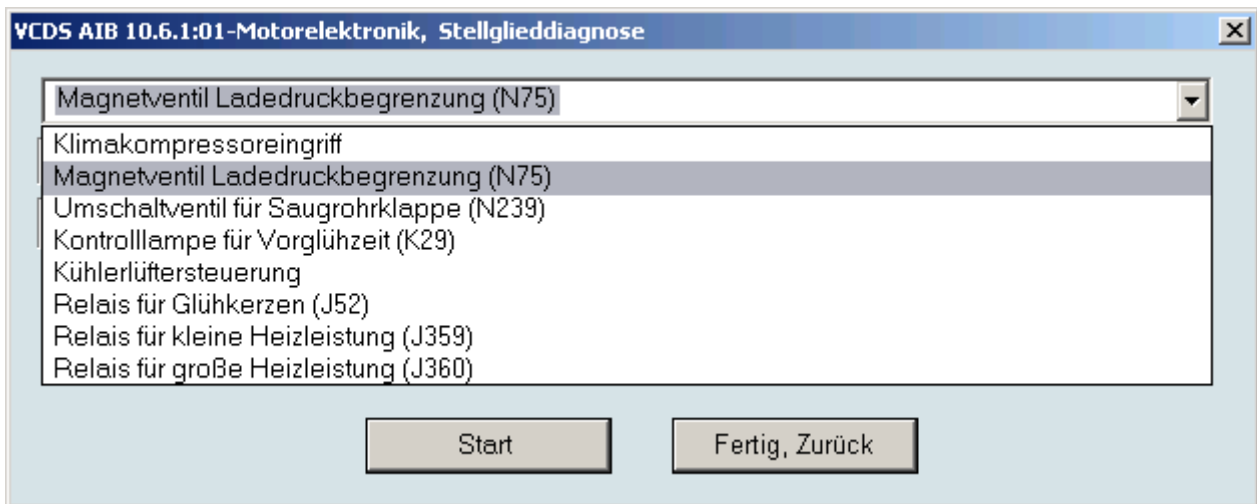 VCDS AIB 10.6.1:01-Motorelektronik, Stellglieddiagnose
Magnetventil Ladedruckbegrenzung (N75)
Klimakompressoreingriff
Magnetventil Ladedruckbegrenzung (N75)
Umschaltventil für Saugrohrklappe (N239)
Kontrolllampe für Vorglühzeit (K29)
Kühlerlüftersteuerung
Relais für Glühkerzen (J52)
Relais für kleine Heizleistung (J359)
Relais für große Heizleistung (J360)
Start
Fertig, Zurück